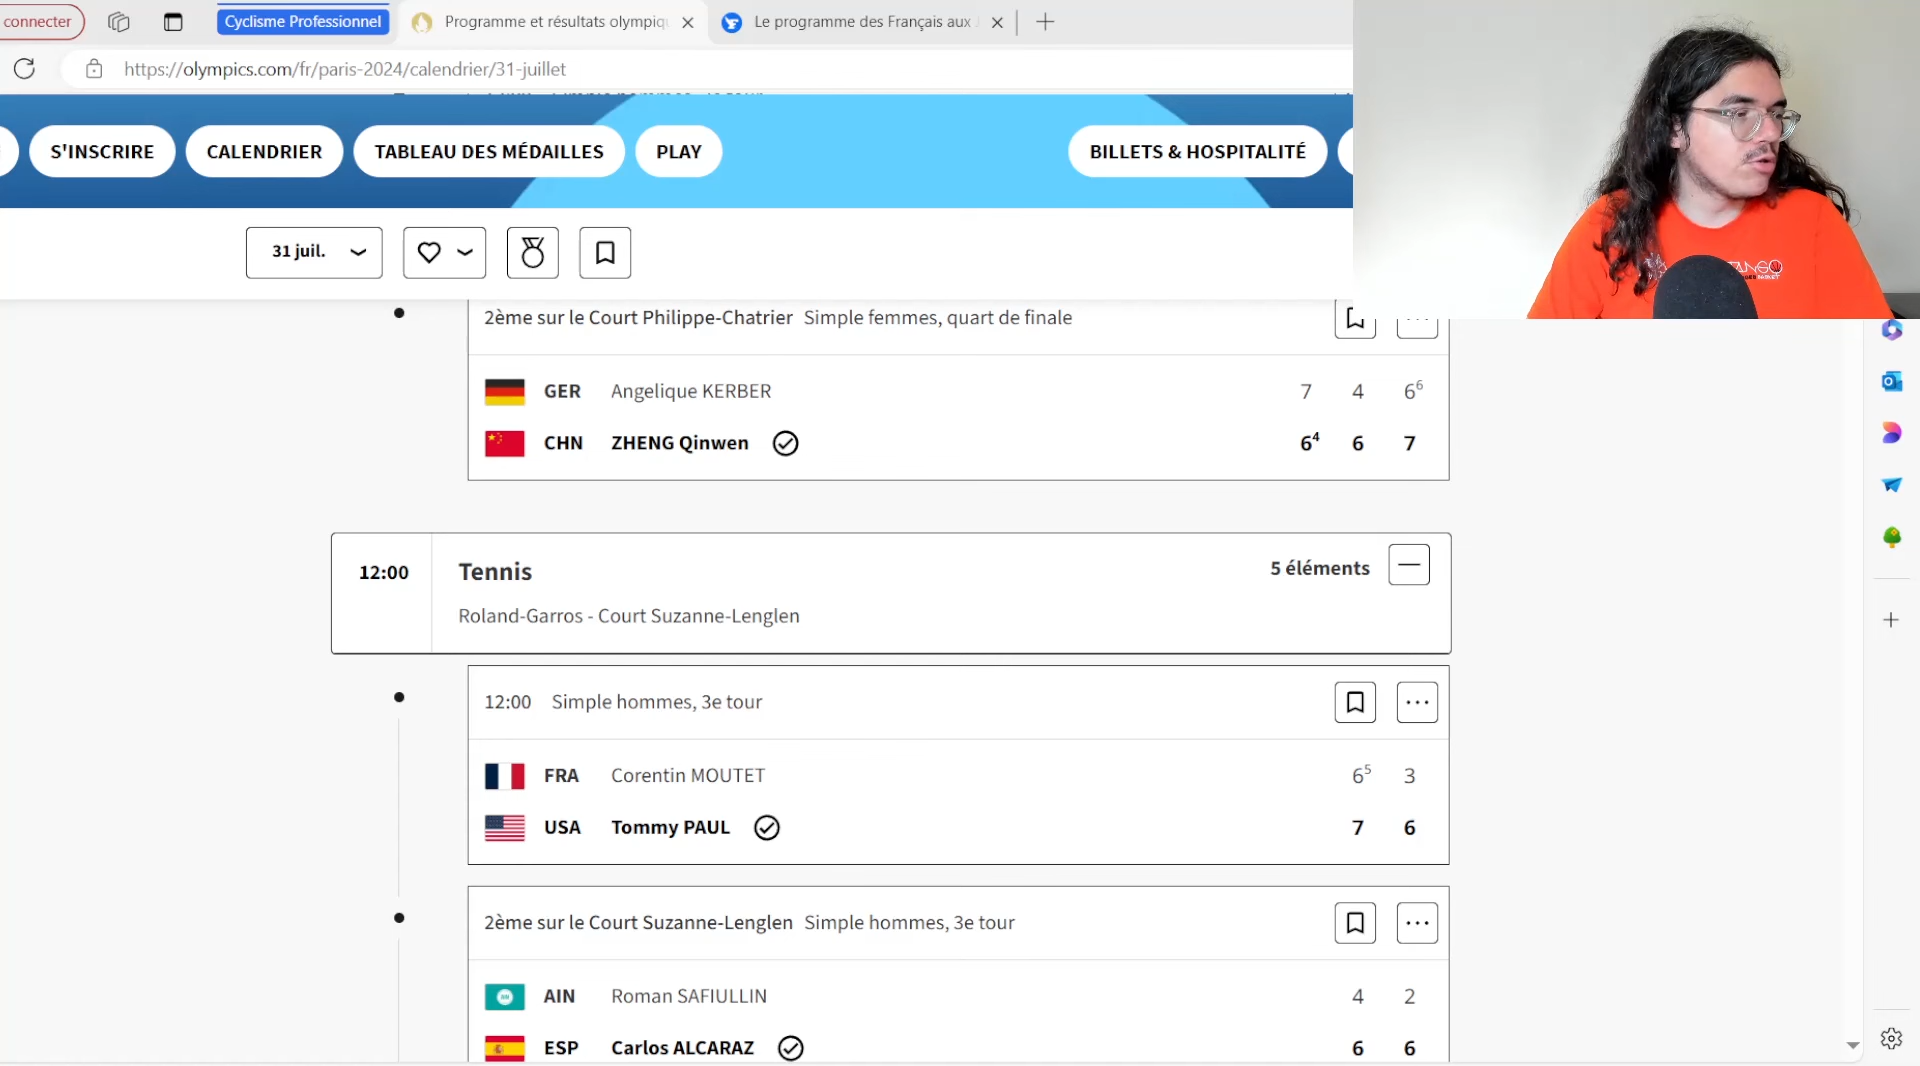 connecter
Cyclisme Professionnel
Programme et résultats olympiqu
Le programme des Français aux J
https://olympics.com/fr/paris-2024/calendrier/31-juillet
S'INSCRIRE
CALENDRIER
TABLEAU DES MÉDAILLES
PLAY
BILLETS & HOSPITALITÉ
31 juil.
2ème sur le Court Philippe-Chatrier Simple femmes, quart de finale
GER Angelique KERBER 7 4 6⁶
CHN ZHENG Qinwen 6⁴ 6 7
12:00 Tennis 5 éléments
Roland-Garros - Court Suzanne-Lenglen
12:00 Simple hommes, 3e tour
FRA Corentin MOUTET 6⁵ 3
USA Tommy PAUL 7 6
2ème sur le Court Suzanne-Lenglen Simple hommes, 3e tour
AIN Roman SAFIULLIN 4 2
ESP Carlos ALCARAZ 6 6